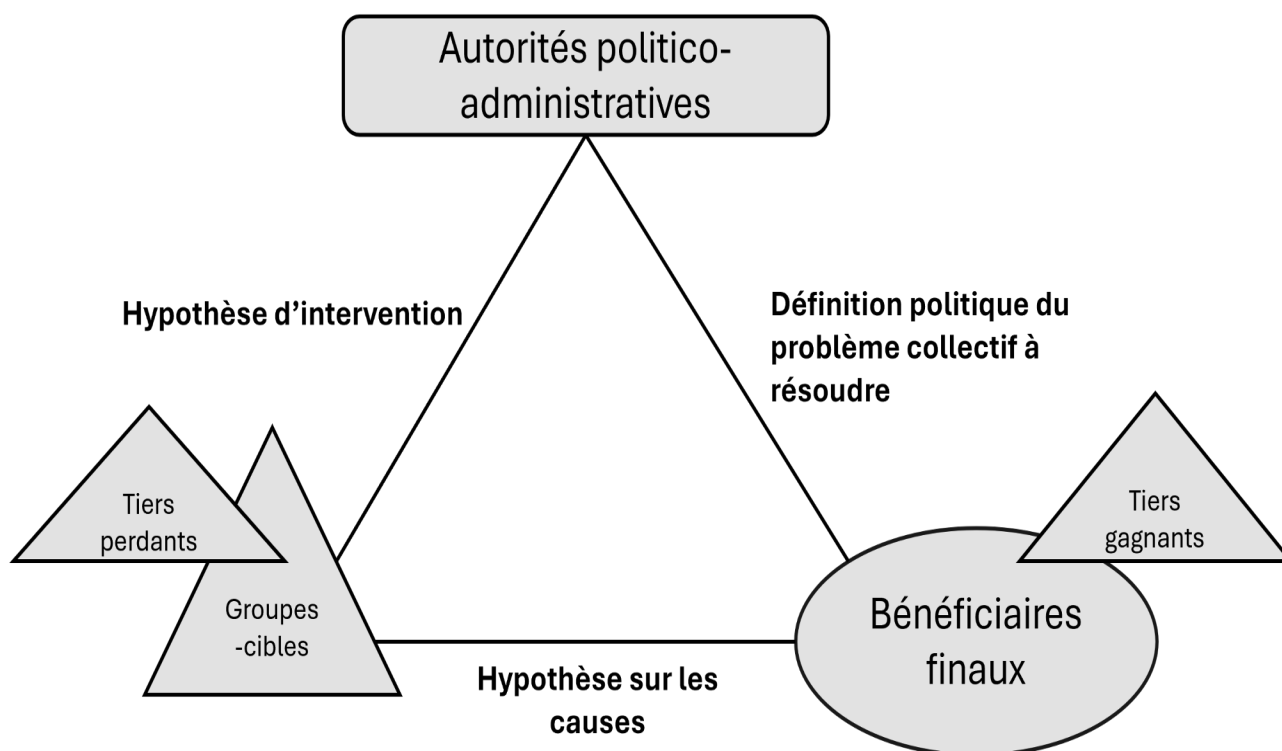 Autorités politico-
administratives
Hypothèse d’intervention
Définition politique du
problème collectif à
résoudre
Tiers
perdants
Tiers
gagnants
Groupes
-cibles
Bénéficiaires
finaux
Hypothèse sur les
causes